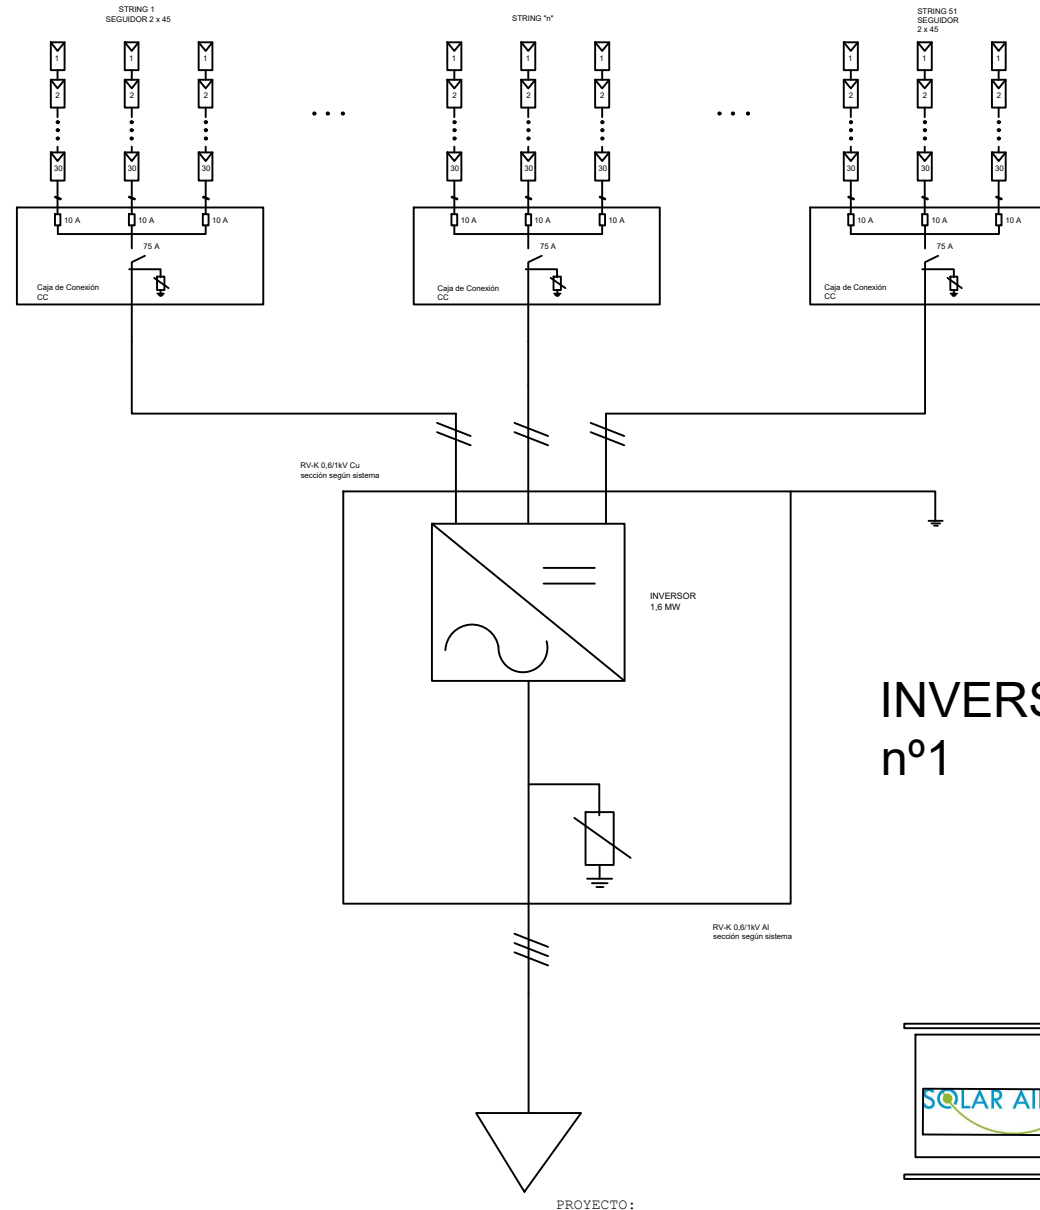 STRING 1
SEGUIDOR 2 x 45
STRING "n"
STRING 51
SEGUIDOR
2 x 45
1 1 1 1 1 1 1 1 1
2 2 2 2 2 2 2 2 2
30 30 30 30 30 30 30 30 30
10 A 10 A 10 A 10 A 10 A 10 A 10 A 10 A 10 A
75 A 75 A 75 A
Caja de Conexión
CC
Caja de Conexión
CC
Caja de Conexión
CC
RV-K 0,6/1kV Cu
sección según sistema
INVERSOR
1,6 MW
INVERS
nº1
RV-K 0,6/1kV Al
sección según sistema
SOLAR AI
PROYECTO: